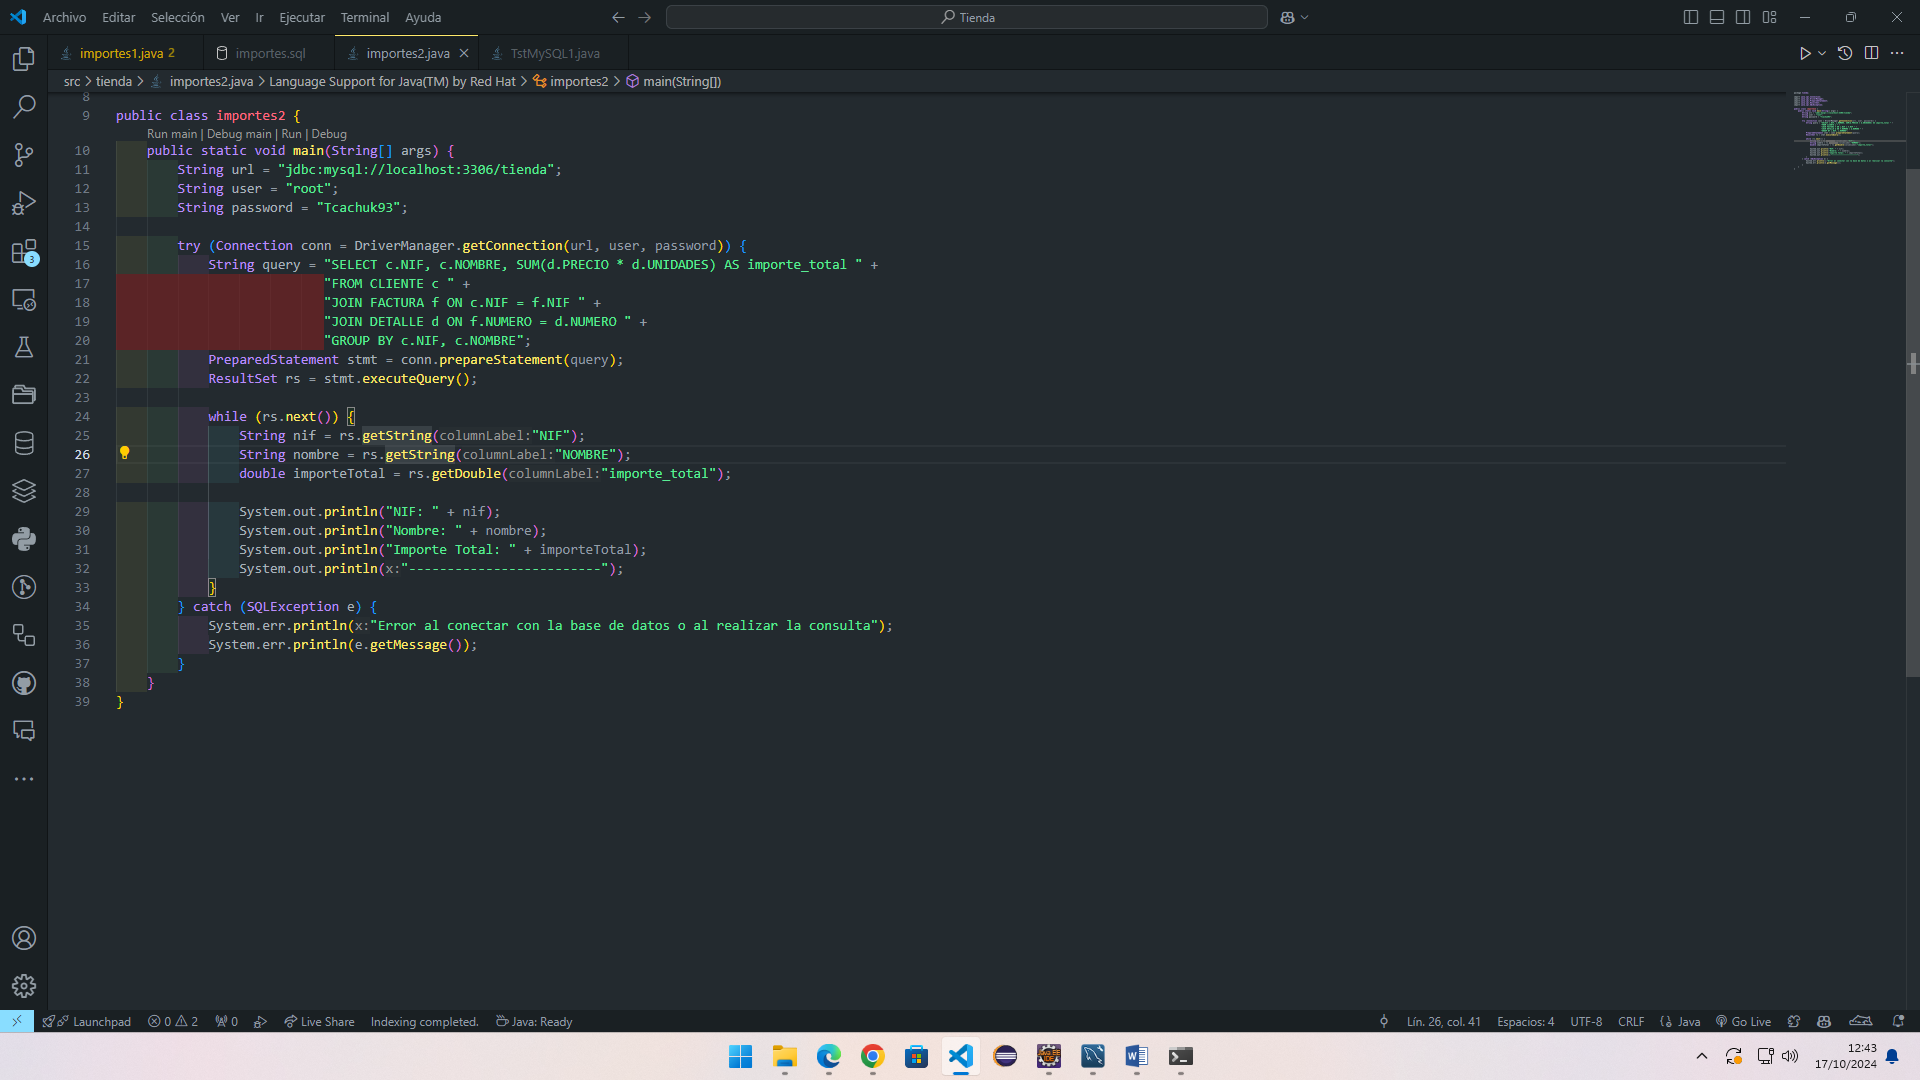 Archivo Editar Selección Ver Ir Ejecutar Terminal Ayuda
Tienda
importes1.java 2 importes.sql importes2.java TstMySQL1.java
src > tienda > importes2.java > Language Support for Java(TM) by Red Hat > importes2 > main(String[])
8
9 public class importes2 {
Run main | Debug main | Run | Debug
10 public static void main(String[] args) {
11 String url = "jdbc:mysql://localhost:3306/tienda";
12 String user = "root";
13 String password = "Tcachuk93";
14
15 try (Connection conn = DriverManager.getConnection(url, user, password)) {
16 String query = "SELECT c.NIF, c.NOMBRE, SUM(d.PRECIO * d.UNIDADES) AS importe_total " +
17 "FROM CLIENTE c " +
18 "JOIN FACTURA f ON c.NIF = f.NIF " +
19 "JOIN DETALLE d ON f.NUMERO = d.NUMERO " +
20 "GROUP BY c.NIF, c.NOMBRE";
21 PreparedStatement stmt = conn.prepareStatement(query);
22 ResultSet rs = stmt.executeQuery();
23
24 while (rs.next()) {
25 String nif = rs.getString(columnLabel:"NIF");
26 String nombre = rs.getString(columnLabel:"NOMBRE");
27 double importeTotal = rs.getDouble(columnLabel:"importe_total");
28
29 System.out.println("NIF: " + nif);
30 System.out.println("Nombre: " + nombre);
31 System.out.println("Importe Total: " + importeTotal);
32 System.out.println(x:"-------------------------");
33 }
34 } catch (SQLException e) {
35 System.err.println(x:"Error al conectar con la base de datos o al realizar la consulta");
36 System.err.println(e.getMessage());
37 }
38 }
39 }
3
Launchpad 0 2 0 Live Share Indexing completed. Java: Ready Lín. 26, col. 41 Espacios: 4 UTF-8 CRLF {} Java Go Live
12:43
17/10/2024